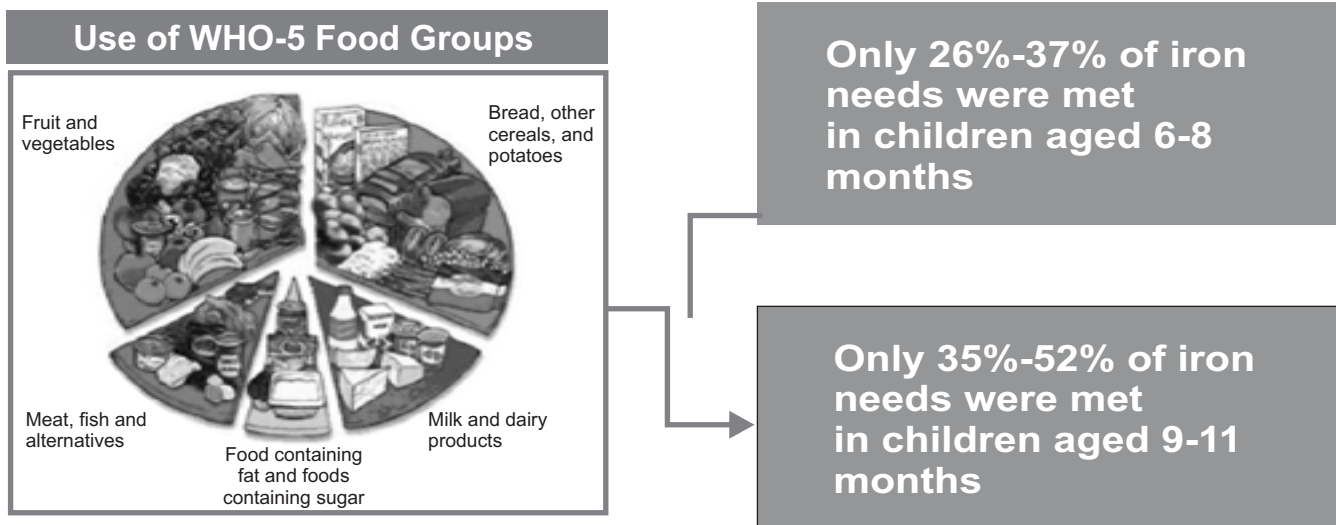 Use of WHO-5 Food Groups
Fruit and
vegetables
Bread, other
cereals, and
potatoes
Meat, fish and
alternatives
Food containing
fat and foods
containing sugar
Milk and dairy
products
Only 26%-37% of iron
needs were met
in children aged 6-8
months
Only 35%-52% of iron
needs were met
in children aged 9-11
months